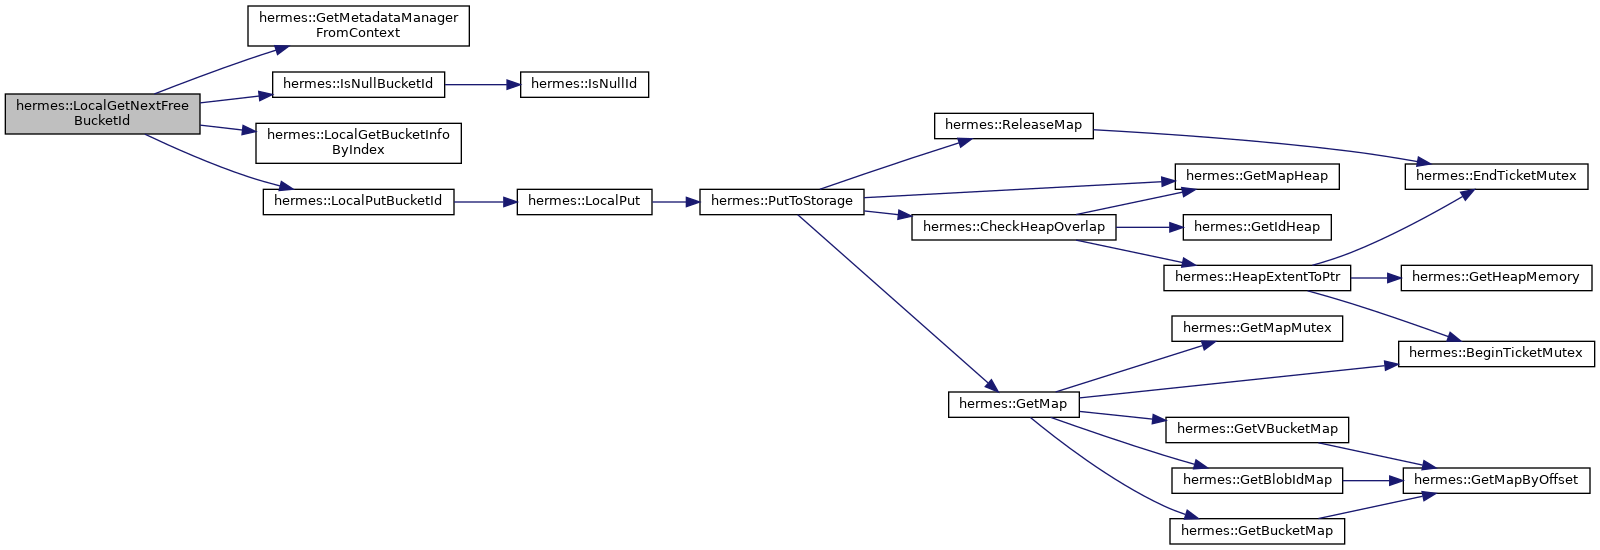 hermes::GetMetadataManager
FromContext
hermes::IsNullBucketId
hermes::IsNullId
hermes::LocalGetNextFree
BucketId
hermes::LocalGetBucketInfo
ByIndex
hermes::LocalPutBucketId
hermes::LocalPut
hermes::PutToStorage
hermes::ReleaseMap
hermes::GetMapHeap
hermes::EndTicketMutex
hermes::CheckHeapOverlap
hermes::GetIdHeap
hermes::HeapExtentToPtr
hermes::GetHeapMemory
hermes::GetMapMutex
hermes::BeginTicketMutex
hermes::GetMap
hermes::GetVBucketMap
hermes::GetBlobIdMap
hermes::GetMapByOffset
hermes::GetBucketMap